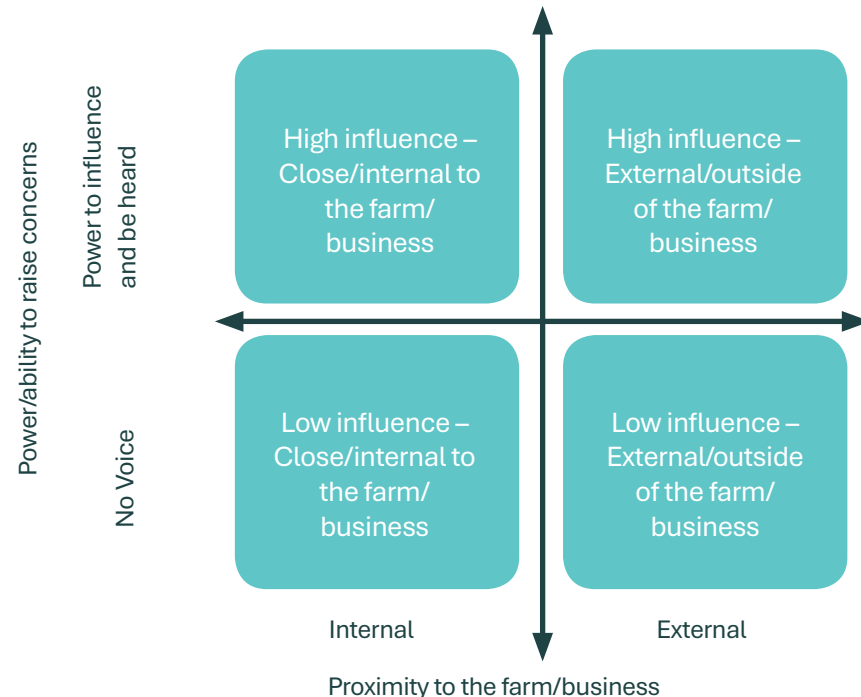 Power/ability to raise concerns
Power to influence
and be heard
High influence –
Close/internal to
the farm/
business
High influence –
External/outside
of the farm/
business
No Voice
Low influence –
Close/internal to
the farm/
business
Low influence –
External/outside
of the farm/
business
Internal
External
Proximity to the farm/business